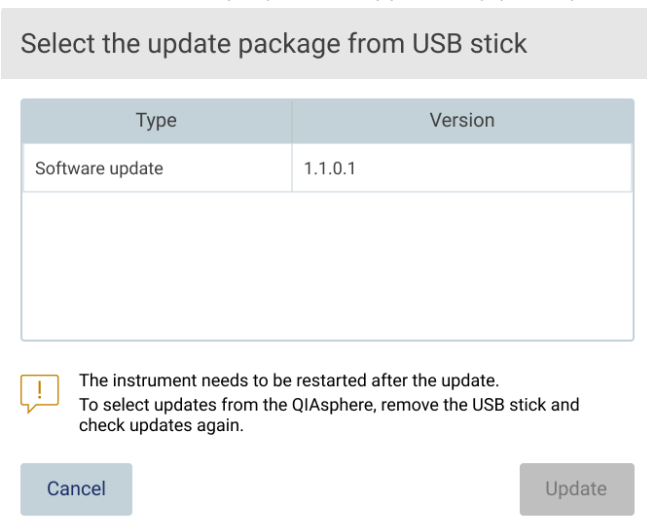 Select the update package from USB stick
Type Version
Software update 1.1.0.1
!
The instrument needs to be restarted after the update.
To select updates from the QIAsphere, remove the USB stick and
check updates again.
Cancel Update